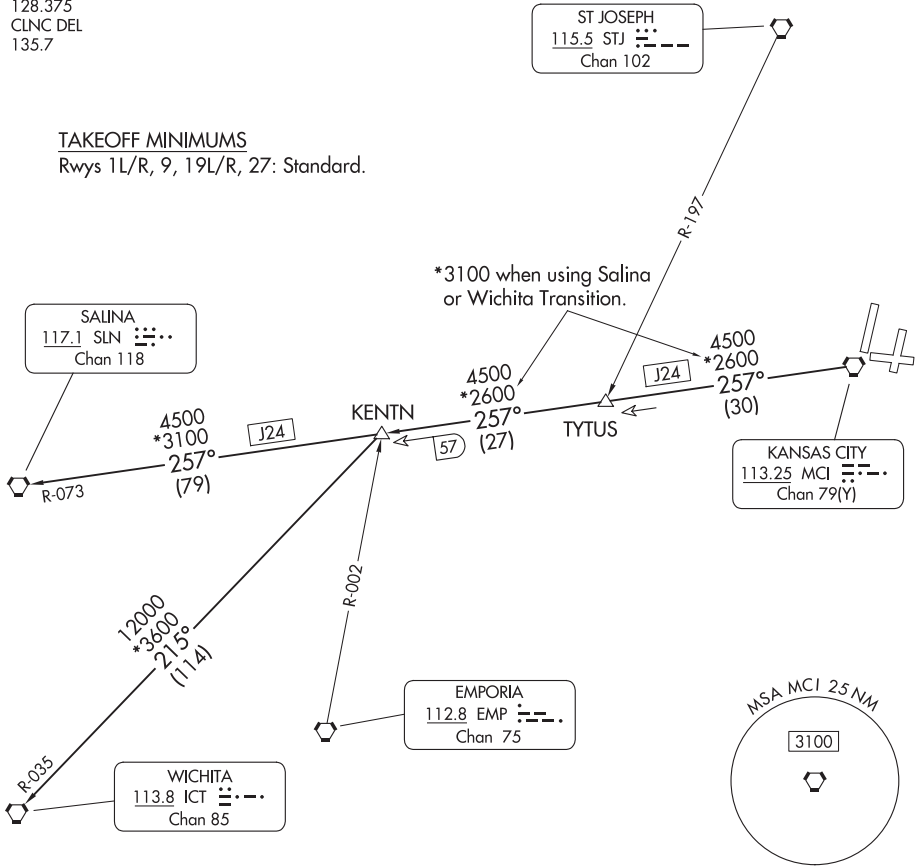 128.375
CLNC DEL
135.7
ST JOSEPH
115.5 STJ
Chan 102
TAKEOFF MINIMUMS
Rwys 1L/R, 9, 19L/R, 27: Standard.
R-197
*3100 when using Salina
or Wichita Transition.
SALINA
117.1 SLN
Chan 118
4500
*2600
J24
257°
(30)
4500
*2600
257°
(27)
TYTUS
KENTN
57
4500
*3100
J24
257°
(79)
R-073
KANSAS CITY
113.25 MCI
Chan 79(Y)
R-002
12000
*3600
215°
(114)
EMPORIA
112.8 EMP
Chan 75
MSA MCI 25 NM
3100
R-035
WICHITA
113.8 ICT
Chan 85